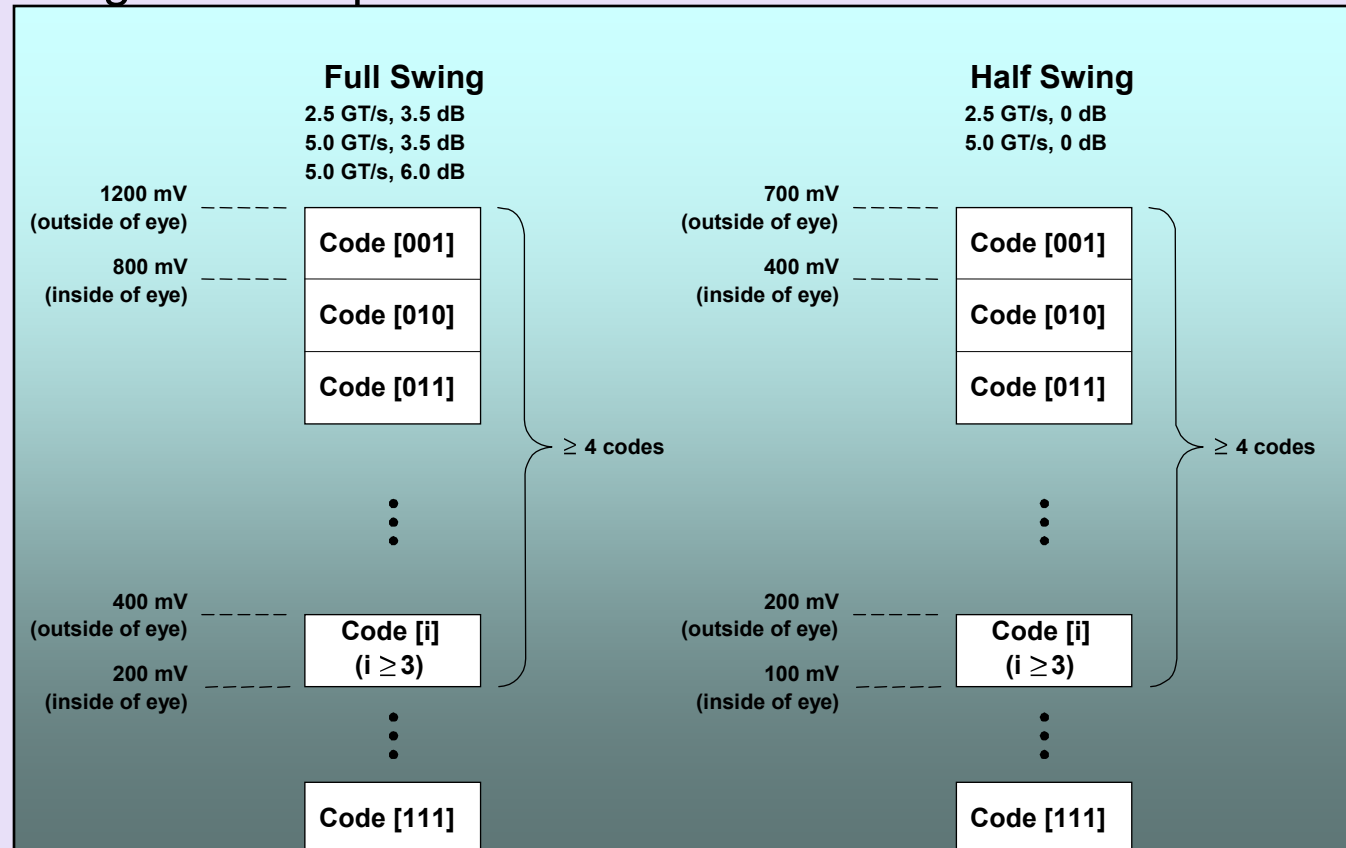 Full Swing
2.5 GT/s, 3.5 dB
5.0 GT/s, 3.5 dB
5.0 GT/s, 6.0 dB
1200 mV
(outside of eye)
800 mV
(inside of eye)
Code [001]
Code [010]
Code [011]
≥ 4 codes
400 mV
(outside of eye)
200 mV
(inside of eye)
Code [i]
(i ≥ 3)
Code [111]
Half Swing
2.5 GT/s, 0 dB
5.0 GT/s, 0 dB
700 mV
(outside of eye)
400 mV
(inside of eye)
Code [001]
Code [010]
Code [011]
≥ 4 codes
200 mV
(outside of eye)
100 mV
(inside of eye)
Code [i]
(i ≥ 3)
Code [111]